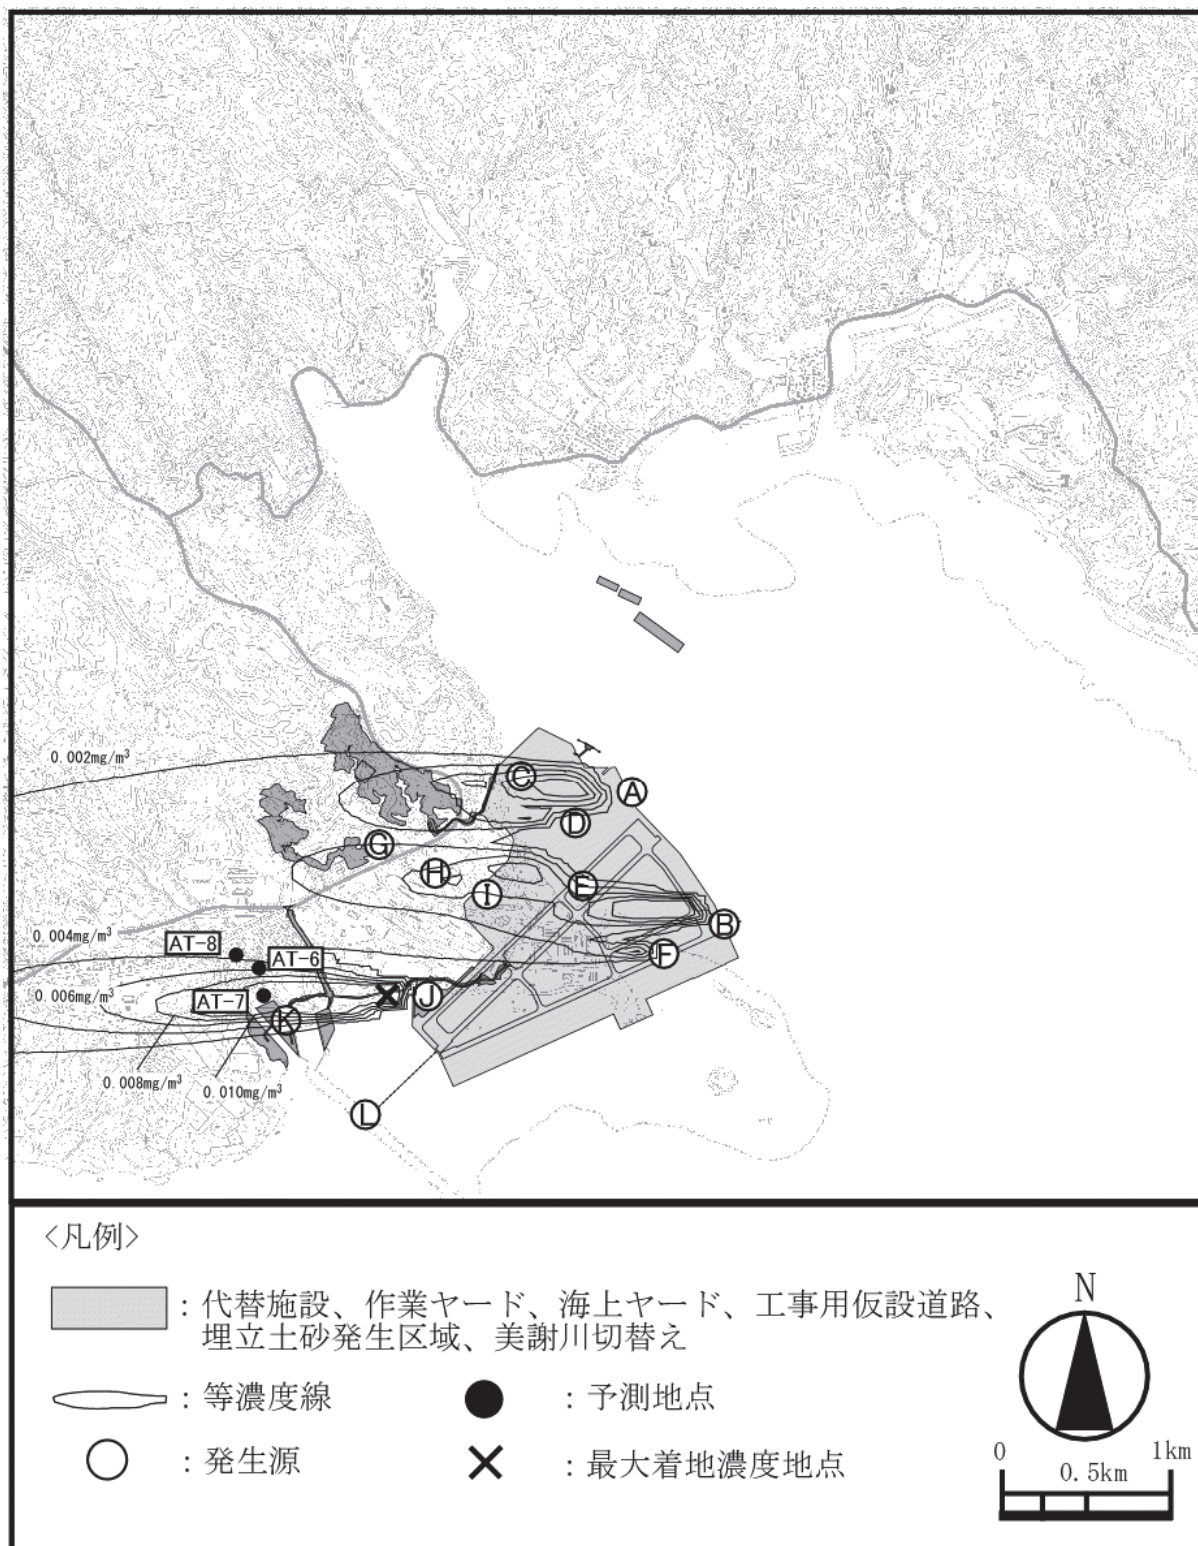 0.002mg/m³
C
A
D
G
H
E
I
B
0.004mg/m³
AT-8
AT-6
F
0.006mg/m³
AT-7
J
K
0.008mg/m³
0.010mg/m³
L
<凡例>
：代替施設、作業ヤード、海上ヤード、工事用仮設道路、
埋立土砂発生区域、美謝川切替え
：等濃度線
：予測地点
：発生源
：最大着地濃度地点
N
0
0.5km
1km